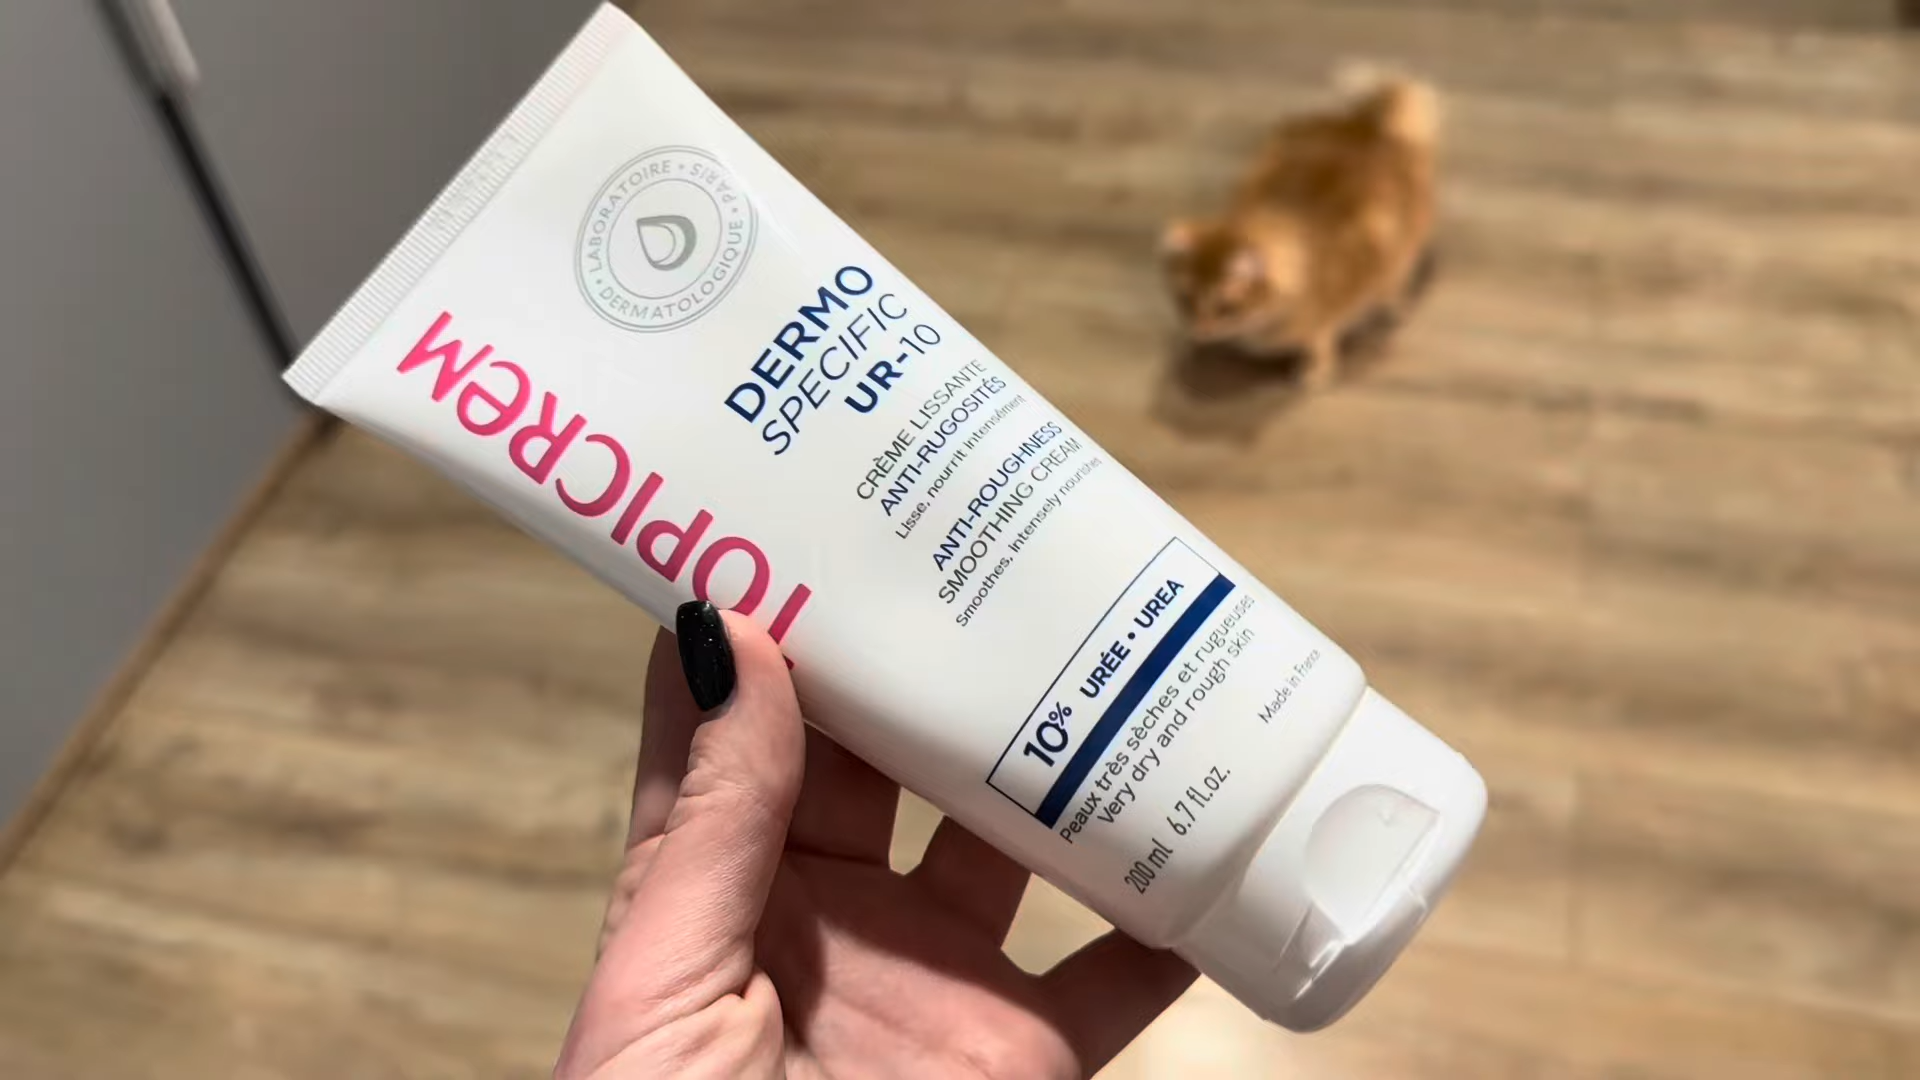 LABORATOIRE • PARIS • DERMATOLOGIQUE •
TOPICREM
DERMO
SPECIFIC
UR-10
CRÈME LISSANTE
ANTI-RUGOSITÉS
Lisse, nourrit intensément
ANTI-ROUGHNESS
SMOOTHING CREAM
Smoothes, intensely nourishes
10% URÉE • UREA
Peaux très sèches et rugueuses
Very dry and rough skin
200 ml 6.7 fl.oz.
Made in France